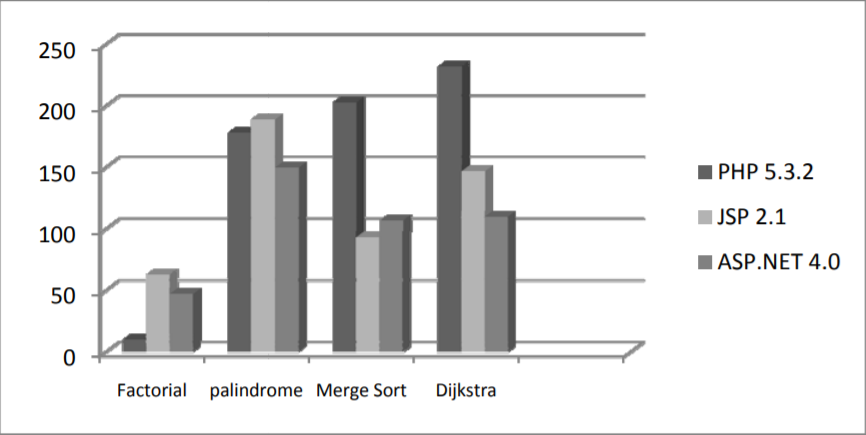 250
200
150
100
50
0
Factorial palindrome Merge Sort Dijkstra
PHP 5.3.2
JSP 2.1
ASP.NET 4.0